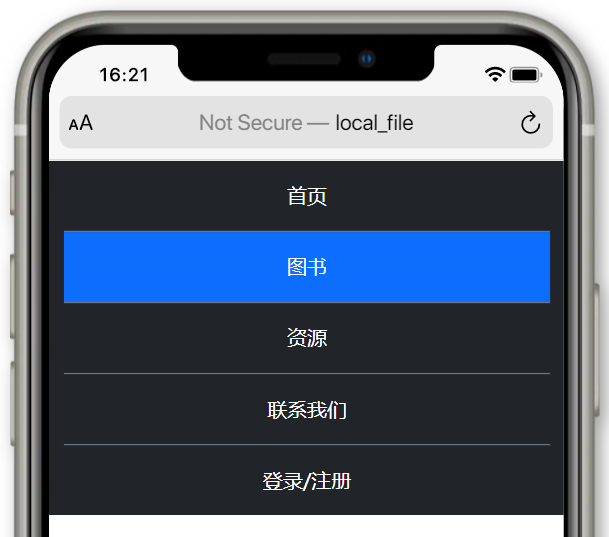 16:21
AA
Not Secure — local_file
首页
图书
资源
联系我们
登录/注册